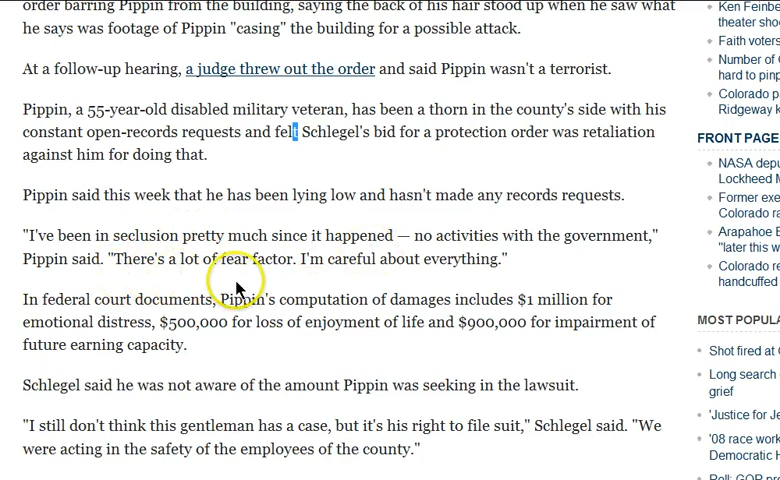 order barring Pippin from the building, saying the back of his hair stood up when he saw what
he says was footage of Pippin "casing" the building for a possible attack.
At a follow-up hearing, a judge threw out the order and said Pippin wasn't a terrorist.
Pippin, a 55-year-old disabled military veteran, has been a thorn in the county's side with his
constant open-records requests and felt Schlegel's bid for a protection order was retaliation
against him for doing that.
Pippin said this week that he has been lying low and hasn't made any records requests.
"I've been in seclusion pretty much since it happened — no activities with the government,"
Pippin said. "There's a lot of fear factor. I'm careful about everything."
In federal court documents, Pippin's computation of damages includes $1 million for
emotional distress, $500,000 for loss of enjoyment of life and $900,000 for impairment of
future earning capacity.
Schlegel said he was not aware of the amount Pippin was seeking in the lawsuit.
"I still don't think this gentleman has a case, but it's his right to file suit," Schlegel said. "We
were acting in the safety of the employees of the county."
Ken Feinbe
theater shoo
Faith voters
Number of
hard to pinp
Colorado p
Ridgeway k
FRONT PAGE
NASA depu
Lockheed M
Former exe
Colorado ra
Arapahoe
"later this w
Colorado re
handcuffed
MOST POPUL
Shot fired at
Long search
grief
'Justice for Je
'08 race work
Democratic H
Poll: GOP pr